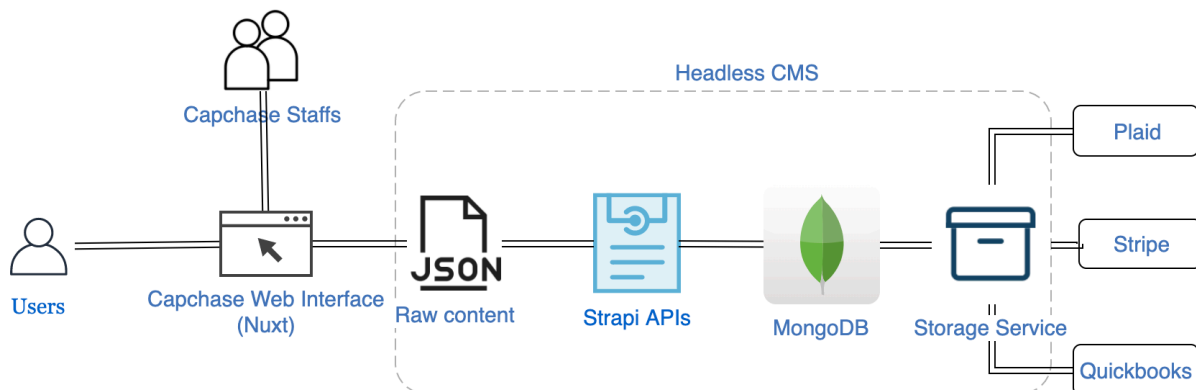 Headless CMS
Capchase Staffs
Plaid
Stripe
JSON
Users
Capchase Web Interface
(Nuxt)
Raw content
Strapi APIs
MongoDB
Storage Service
Quickbooks